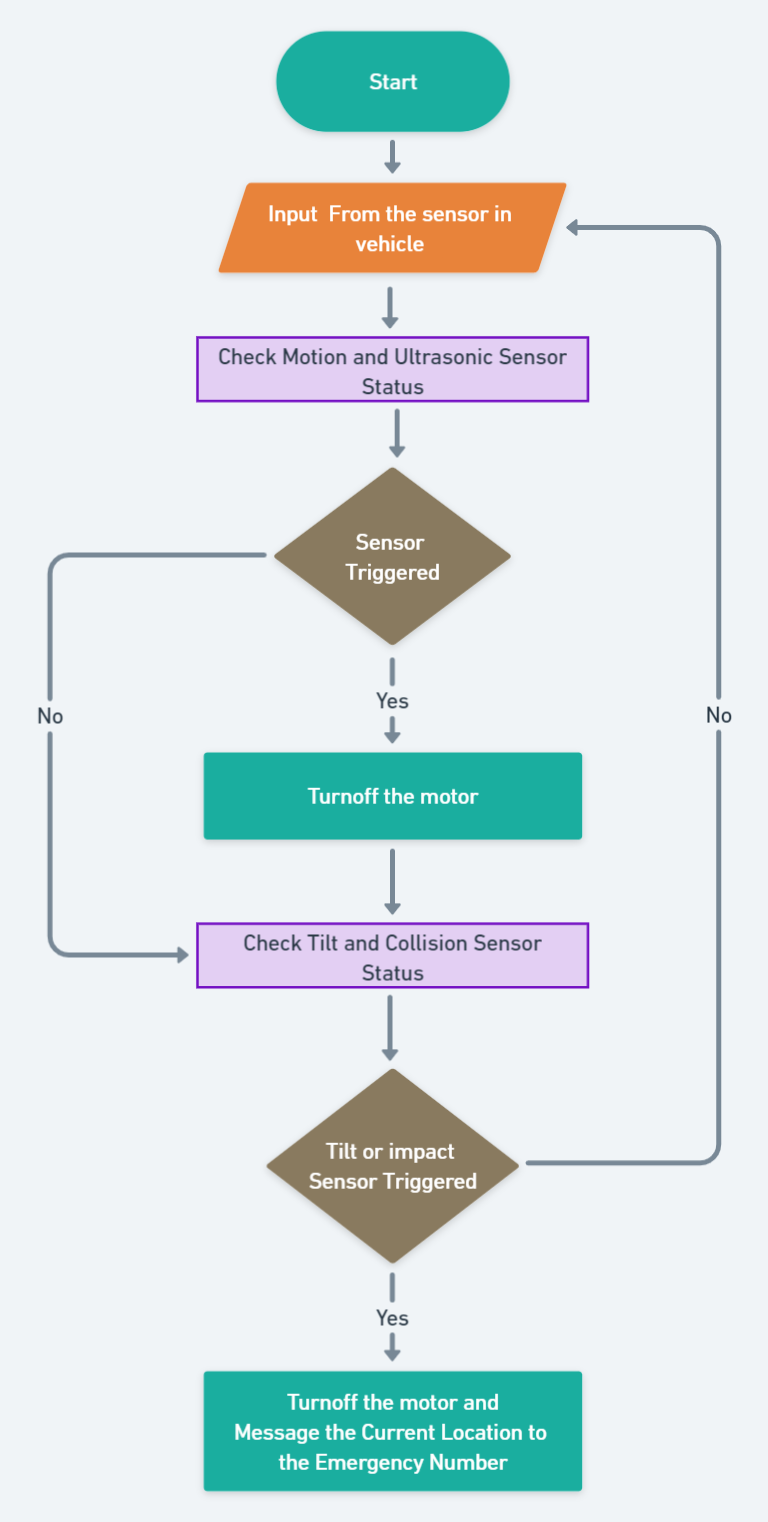 Start
Input  From the sensor in
vehicle
Check Motion and Ultrasonic Sensor
Status
Sensor
Triggered
No
Yes
No
Turnoff the motor
Check Tilt and Collision Sensor
Status
Tilt or impact
Sensor Triggered
Yes
Turnoff the motor and
Message the Current Location to
the Emergency Number